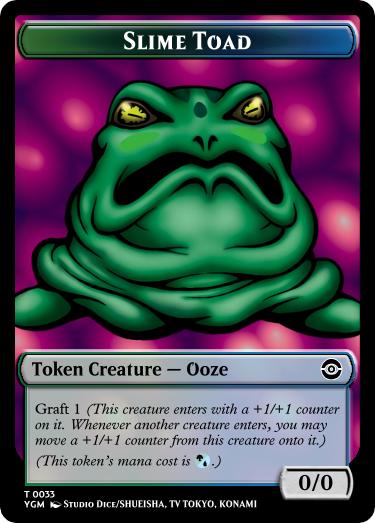 Slime Toad
Token Creature — Ooze
Graft 1 (This creature enters with a +1/+1 counter
on it. Whenever another creature enters, you may
move a +1/+1 counter from this creature onto it.)
(This token's mana cost is .)
0/0
T 0033
YGM Studio Dice/SHUEISHA, TV TOKYO, KONAMI